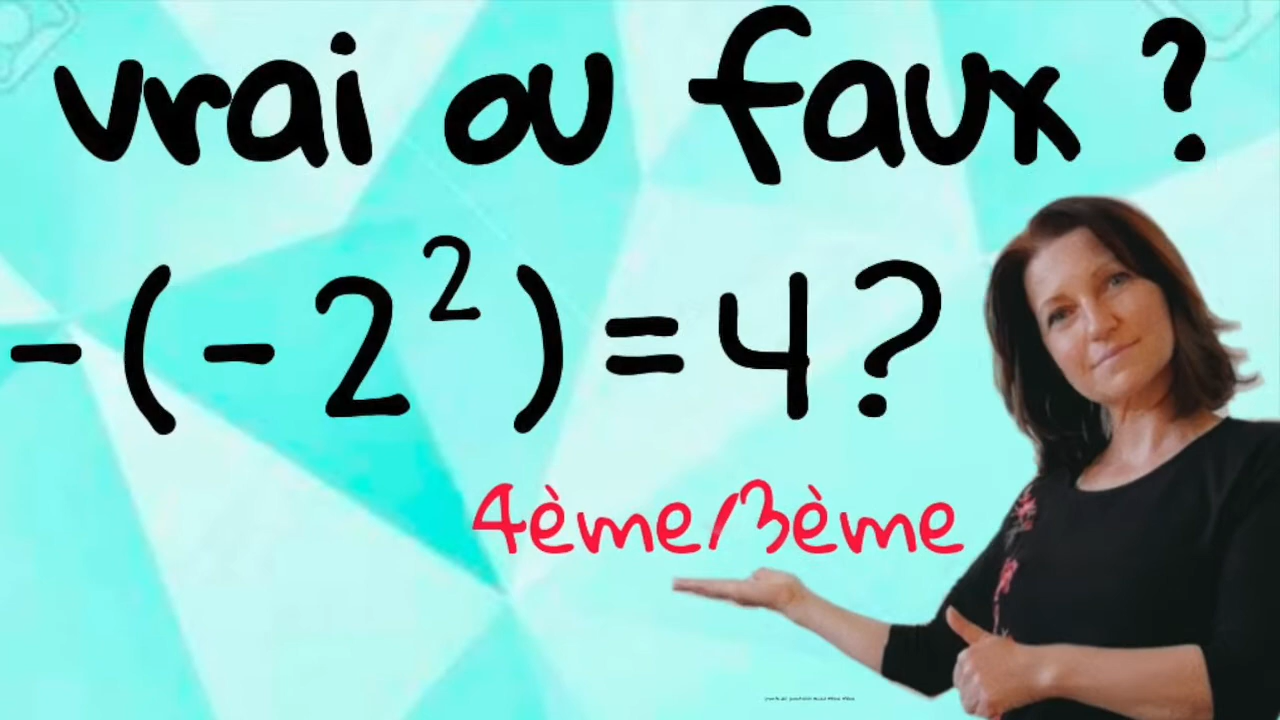 vrai ou faux ?
-(-2²)=4?
4ème/3ème